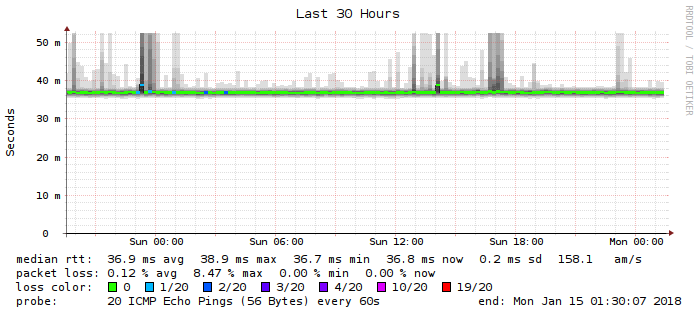 Last 30 Hours
RRDTOOL / TOBI OETIKER
Seconds
50 m
40 m
30 m
20 m
10 m
0
Sun 00:00 Sun 06:00 Sun 12:00 Sun 18:00 Mon 00:00
median rtt: 36.9 ms avg 38.9 ms max 36.7 ms min 36.8 ms now 0.2 ms sd 158.1 am/s
packet loss: 0.12 % avg 8.47 % max 0.00 % min 0.00 % now
loss color: 0 1/20 2/20 3/20 4/20 10/20 19/20
probe: 20 ICMP Echo Pings (56 Bytes) every 60s end: Mon Jan 15 01:30:07 2018